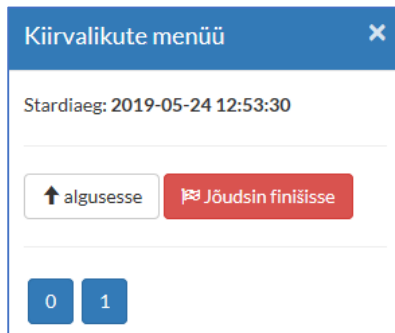 Kiirvalikute menüü ×
Stardiaeg: 2019-05-24 12:53:30
algusesse Jõudsin finišisse
0 1